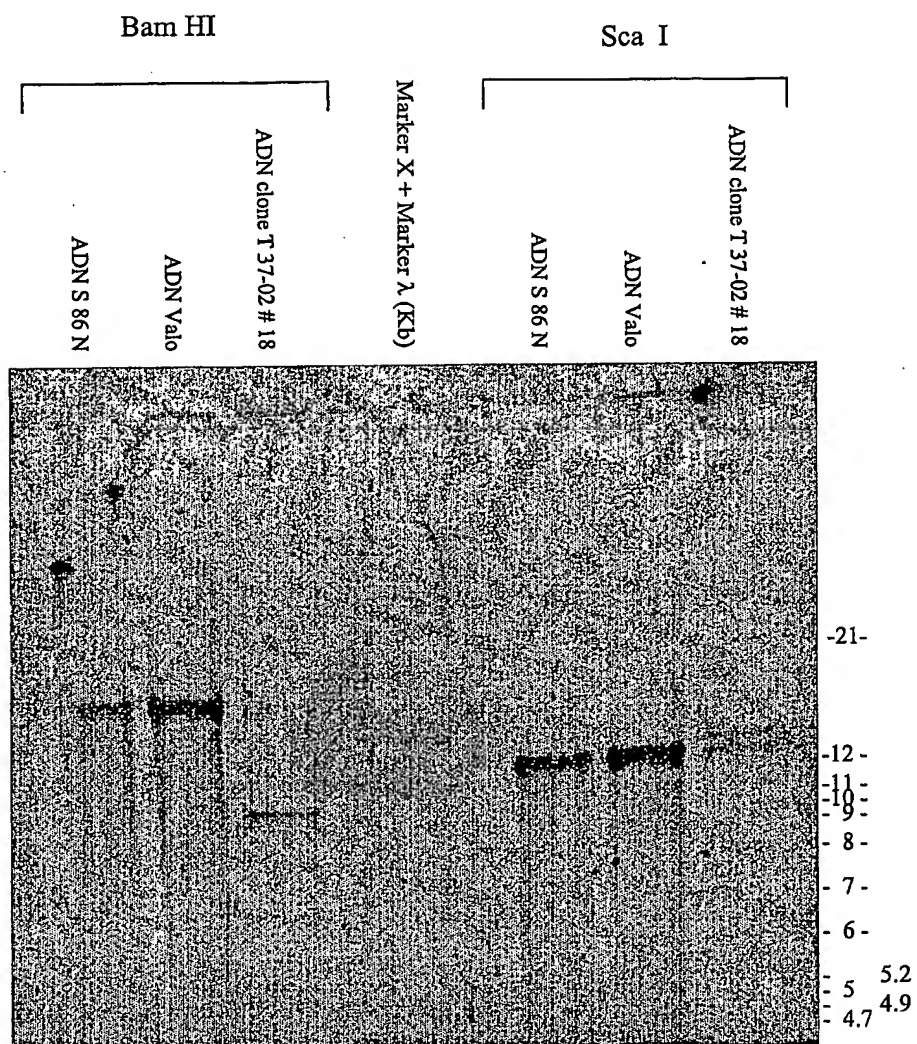 Bam HI
Sca I
ADN S 86 N
ADN Valo
ADN clone T 37-02 # 18
Marker X + Marker λ (Kb)
ADN S 86 N
ADN Valo
ADN clone T 37-02 # 18
-21-
-12 -
-11 -
-10 -
- 9 -
- 8 -
- 7 -
- 6 -
- 5.2
- 5
- 4.9
- 4.7